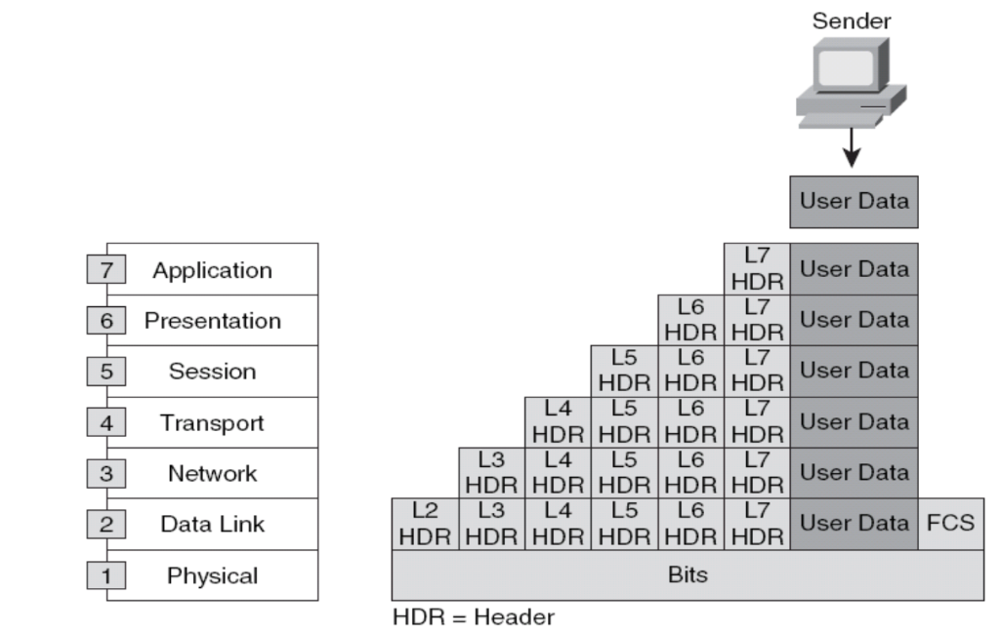 Sender
User Data
7 Application L7 HDR User Data
6 Presentation L6 HDR L7 HDR User Data
5 Session L5 HDR L6 HDR L7 HDR User Data
4 Transport L4 HDR L5 HDR L6 HDR L7 HDR User Data
3 Network L3 HDR L4 HDR L5 HDR L6 HDR L7 HDR User Data
2 Data Link L2 HDR L3 HDR L4 HDR L5 HDR L6 HDR L7 HDR User Data FCS
1 Physical Bits
HDR = Header